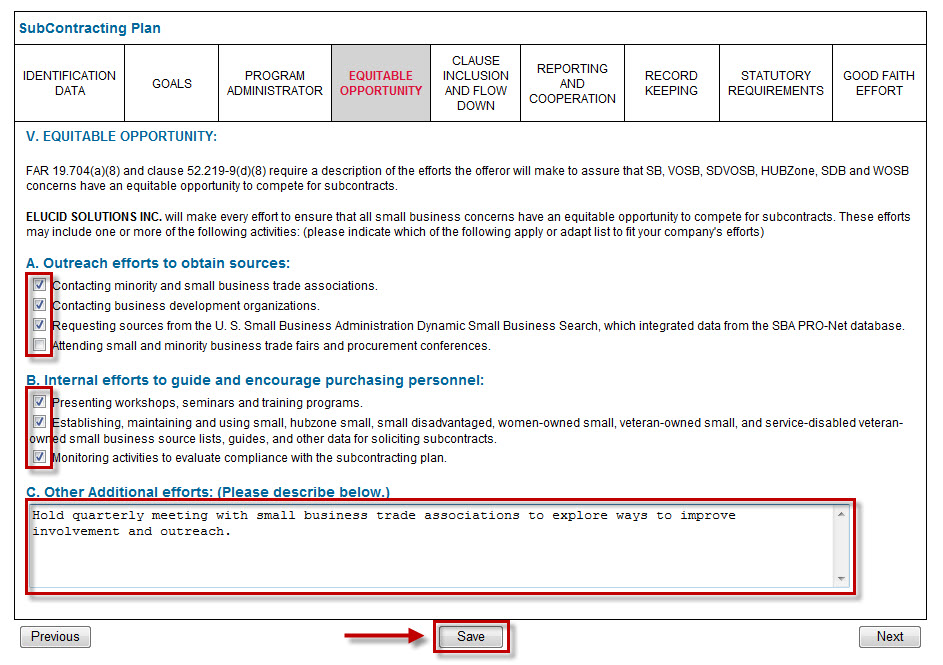 SubContracting Plan
IDENTIFICATION
DATA
GOALS
PROGRAM
ADMINISTRATOR
EQUITABLE
OPPORTUNITY
CLAUSE
INCLUSION
AND FLOW
DOWN
REPORTING
AND
COOPERATION
RECORD
KEEPING
STATUTORY
REQUIREMENTS
GOOD FAITH
EFFORT
V. EQUITABLE OPPORTUNITY:
FAR 19.704(a)(8) and clause 52.219-9(d)(8) require a description of the efforts the offeror will make to assure that SB, VOSB, SDVOSB, HUBZone, SDB and WOSB
concerns have an equitable opportunity to compete for subcontracts.
ELUCID SOLUTIONS INC. will make every effort to ensure that all small business concerns have an equitable opportunity to compete for subcontracts. These efforts
may include one or more of the following activities: (please indicate which of the following apply or adapt list to fit your company's efforts)
A. Outreach efforts to obtain sources:
Contacting minority and small business trade associations.
Contacting business development organizations.
Requesting sources from the U. S. Small Business Administration Dynamic Small Business Search, which integrated data from the SBA PRO-Net database.
Attending small and minority business trade fairs and procurement conferences.
B. Internal efforts to guide and encourage purchasing personnel:
Presenting workshops, seminars and training programs.
Establishing, maintaining and using small, hubzone small, small disadvantaged, women-owned small, veteran-owned small, and service-disabled veteran-
owned small business source lists, guides, and other data for soliciting subcontracts.
Monitoring activities to evaluate compliance with the subcontracting plan.
C. Other Additional efforts: (Please describe below.)
Hold quarterly meeting with small business trade associations to explore ways to improve
involvement and outreach.
Previous
Save
Next